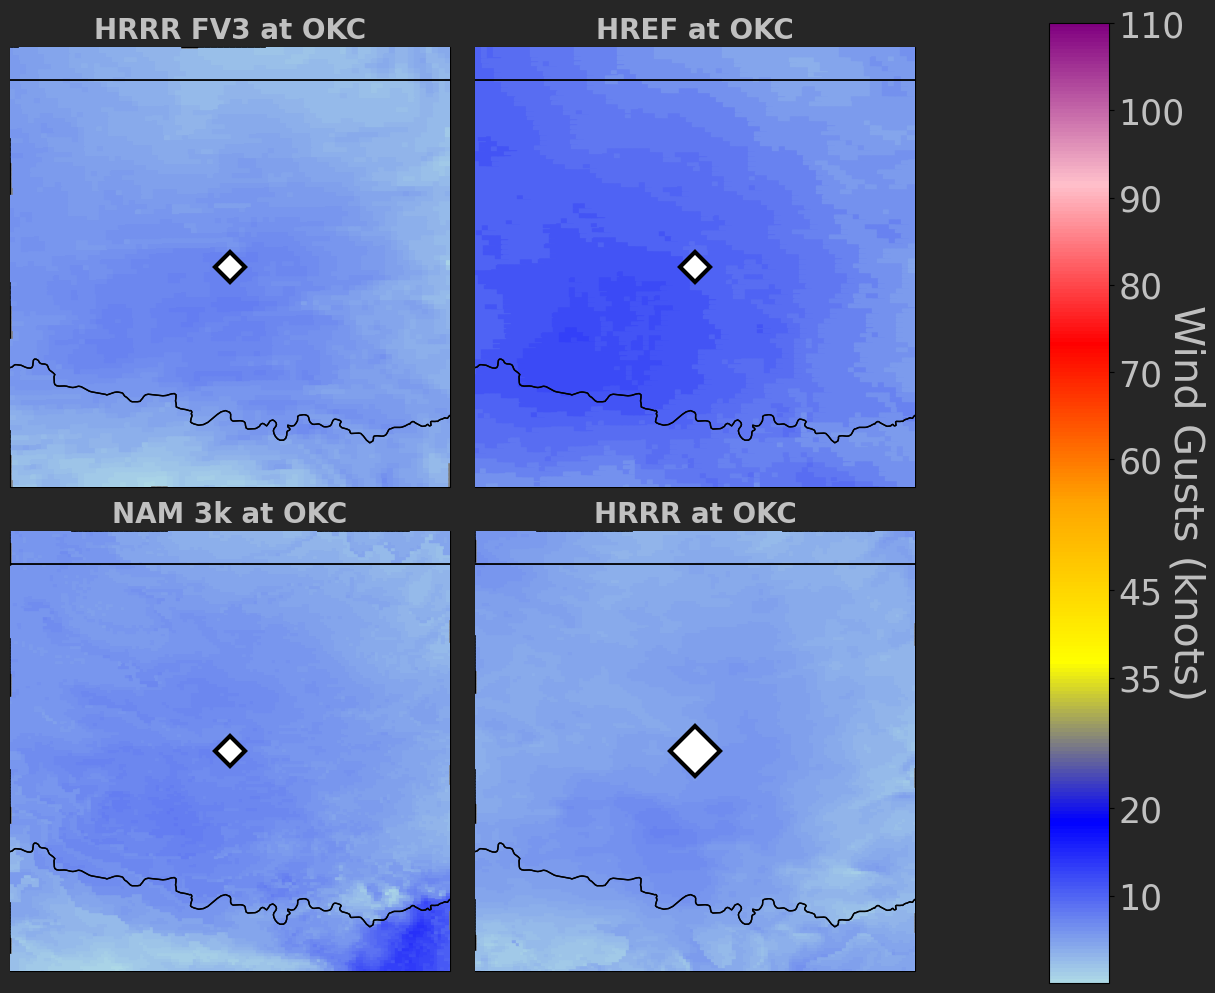 HRRR FV3 at OKC
HREF at OKC
NAM 3k at OKC
HRRR at OKC
110
100
90
80
70
60
45
35
20
10
Wind Gusts (knots)